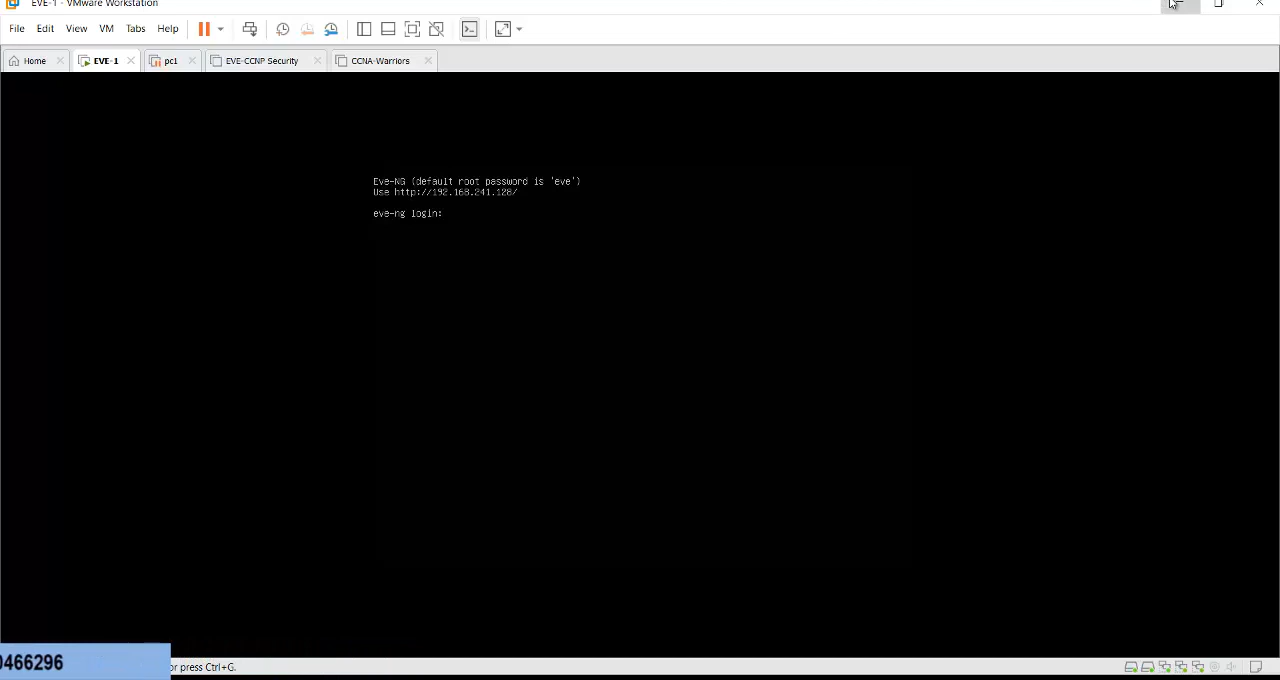 EVE-1 - VMware Workstation
File Edit View VM Tabs Help
Home EVE-1 pc1 EVE-CCNP Security CCNA-Warriors
Eve-NG (default root password is 'eve')
Use http://192.168.241.128/
eve-ng login:
0466296
or press Ctrl+G.